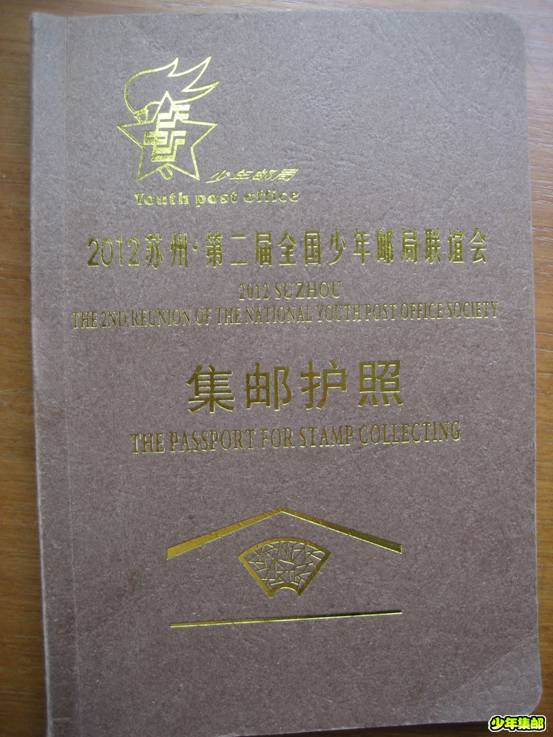 少年邮局
Youth post office
2012苏州·第二届全国少年邮局联谊会
2012 SUZHOU
THE 2ND REUNION OF THE NATIONAL YOUTH POST OFFICE SOCIETY
集邮护照
THE PASSPORT FOR STAMP COLLECTING
少年集邮